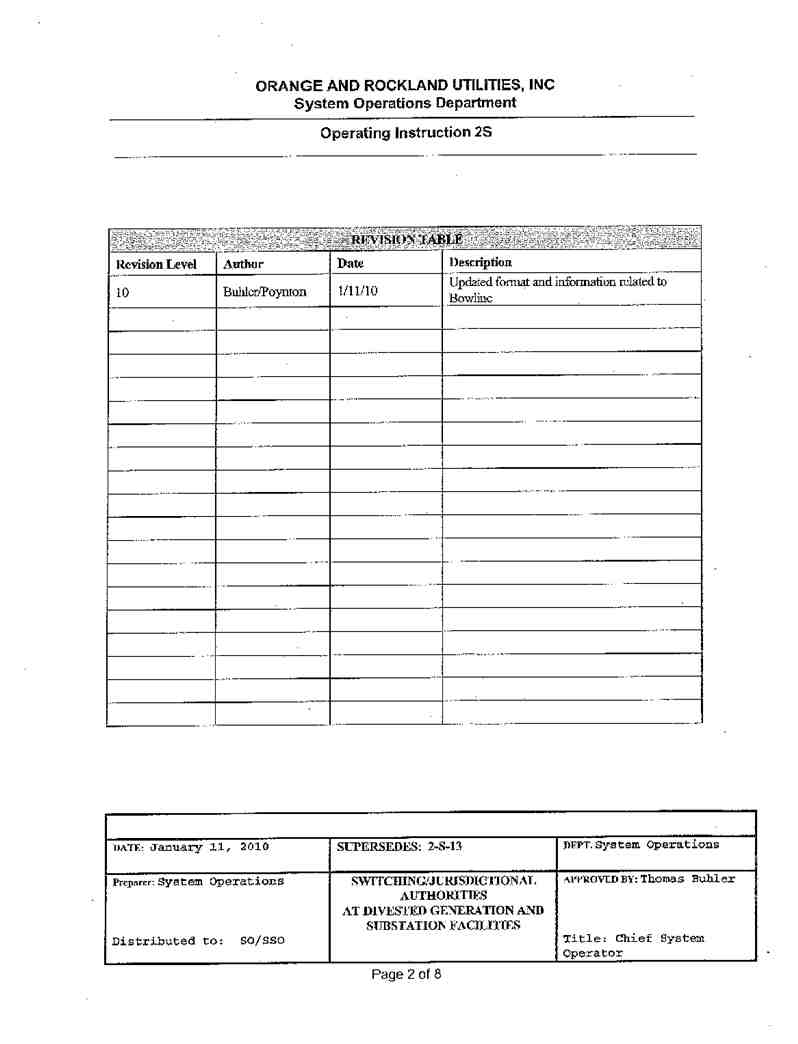 ORANGE AND ROCKLAND UTILITIES, INC
System Operations Department
Operating Instruction 2S
REVISION TABLE
Revision Level Author Date Description
10 Buhler/Poynton 1/11/10 Updated format and information related to
Bowline
DATE: January 11, 2010 SUPERSEDES: 2-S-13 DEPT. System Operations
Preparer: System Operations SWITCHING/JURISDICTIONAL APPROVED BY: Thomas Buhler
AUTHORITIES
AT DIVESTED GENERATION AND
SUBSTATION FACILITIES
Distributed to: SO/SSO Title: Chief System
Operator
Page 2 of 8